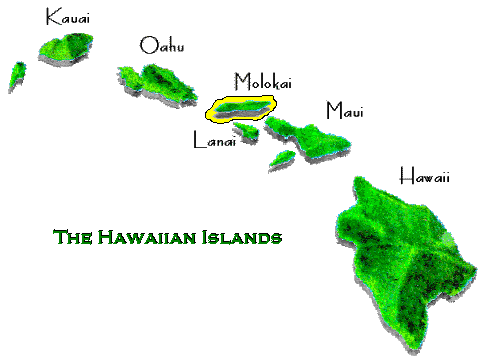 Kauai
Oahu
Molokai
Maui
Lanai
Hawaii
The Hawaiian Islands